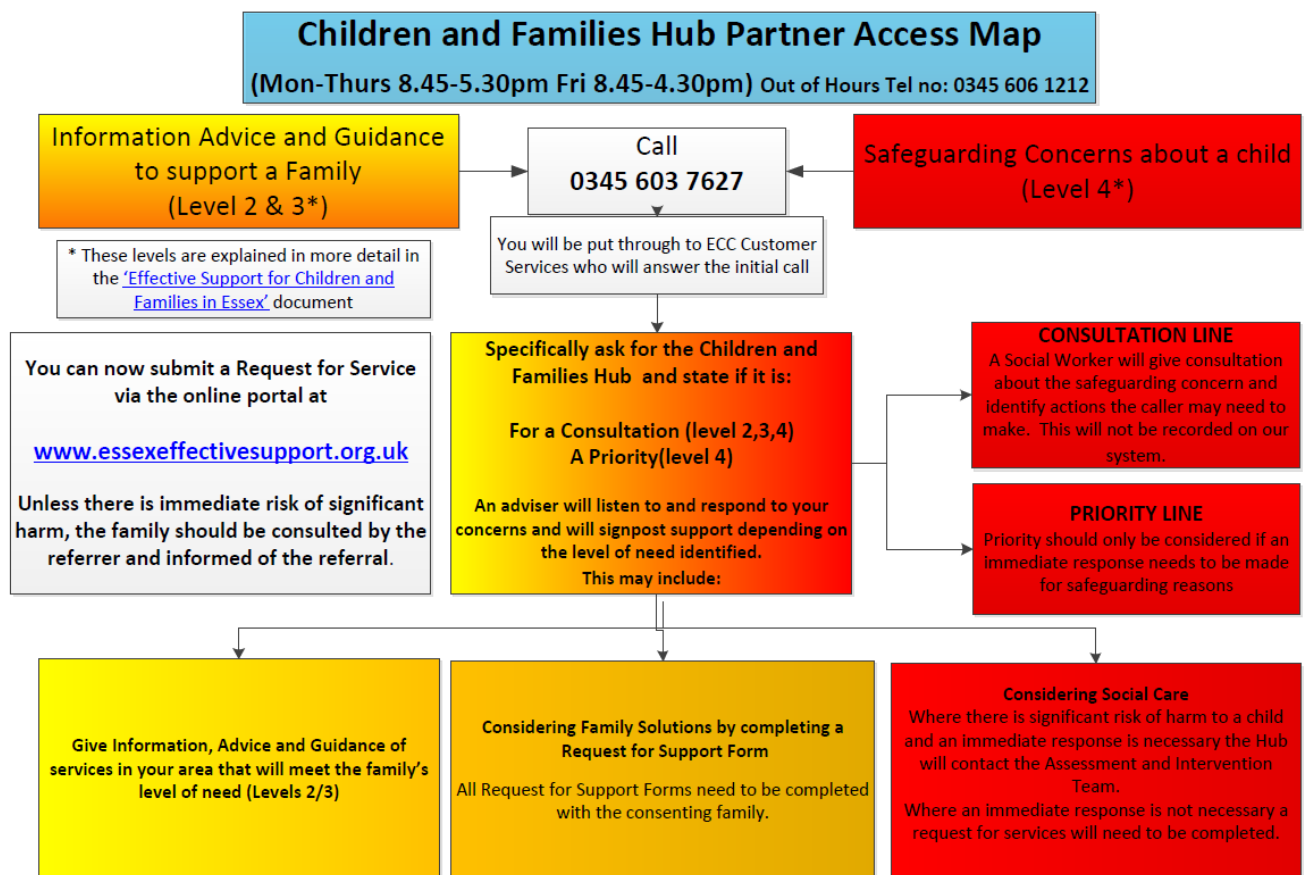 Children and Families Hub Partner Access Map
(Mon-Thurs 8.45-5.30pm Fri 8.45-4.30pm) Out of Hours Tel no: 0345 606 1212
Information Advice and Guidance
to support a Family
(Level 2 & 3*)
Call
0345 603 7627
Safeguarding Concerns about a child
(Level 4*)
* These levels are explained in more detail in
the ‘Effective Support for Children and
Families in Essex’ document
You will be put through to ECC Customer
Services who will answer the initial call
You can now submit a Request for Service
via the online portal at
www.essexeffectivesupport.org.uk
Unless there is immediate risk of significant
harm, the family should be consulted by the
referrer and informed of the referral.
Specifically ask for the Children and
Families Hub and state if it is:
For a Consultation (level 2,3,4)
A Priority(level 4)
An adviser will listen to and respond to your
concerns and will signpost support depending on
the level of need identified.
This may include:
CONSULTATION LINE
A Social Worker will give consultation
about the safeguarding concern and
identify actions the caller may need to
make. This will not be recorded on our
system.
PRIORITY LINE
Priority should only be considered if an
immediate response needs to be made
for safeguarding reasons
Give Information, Advice and Guidance of
services in your area that will meet the family’s
level of need (Levels 2/3)
Considering Family Solutions by completing a
Request for Support Form
All Request for Support Forms need to be completed
with the consenting family.
Considering Social Care
Where there is significant risk of harm to a child
and an immediate response is necessary the Hub
will contact the Assessment and Intervention
Team.
Where an immediate response is not necessary a
request for services will need to be completed.